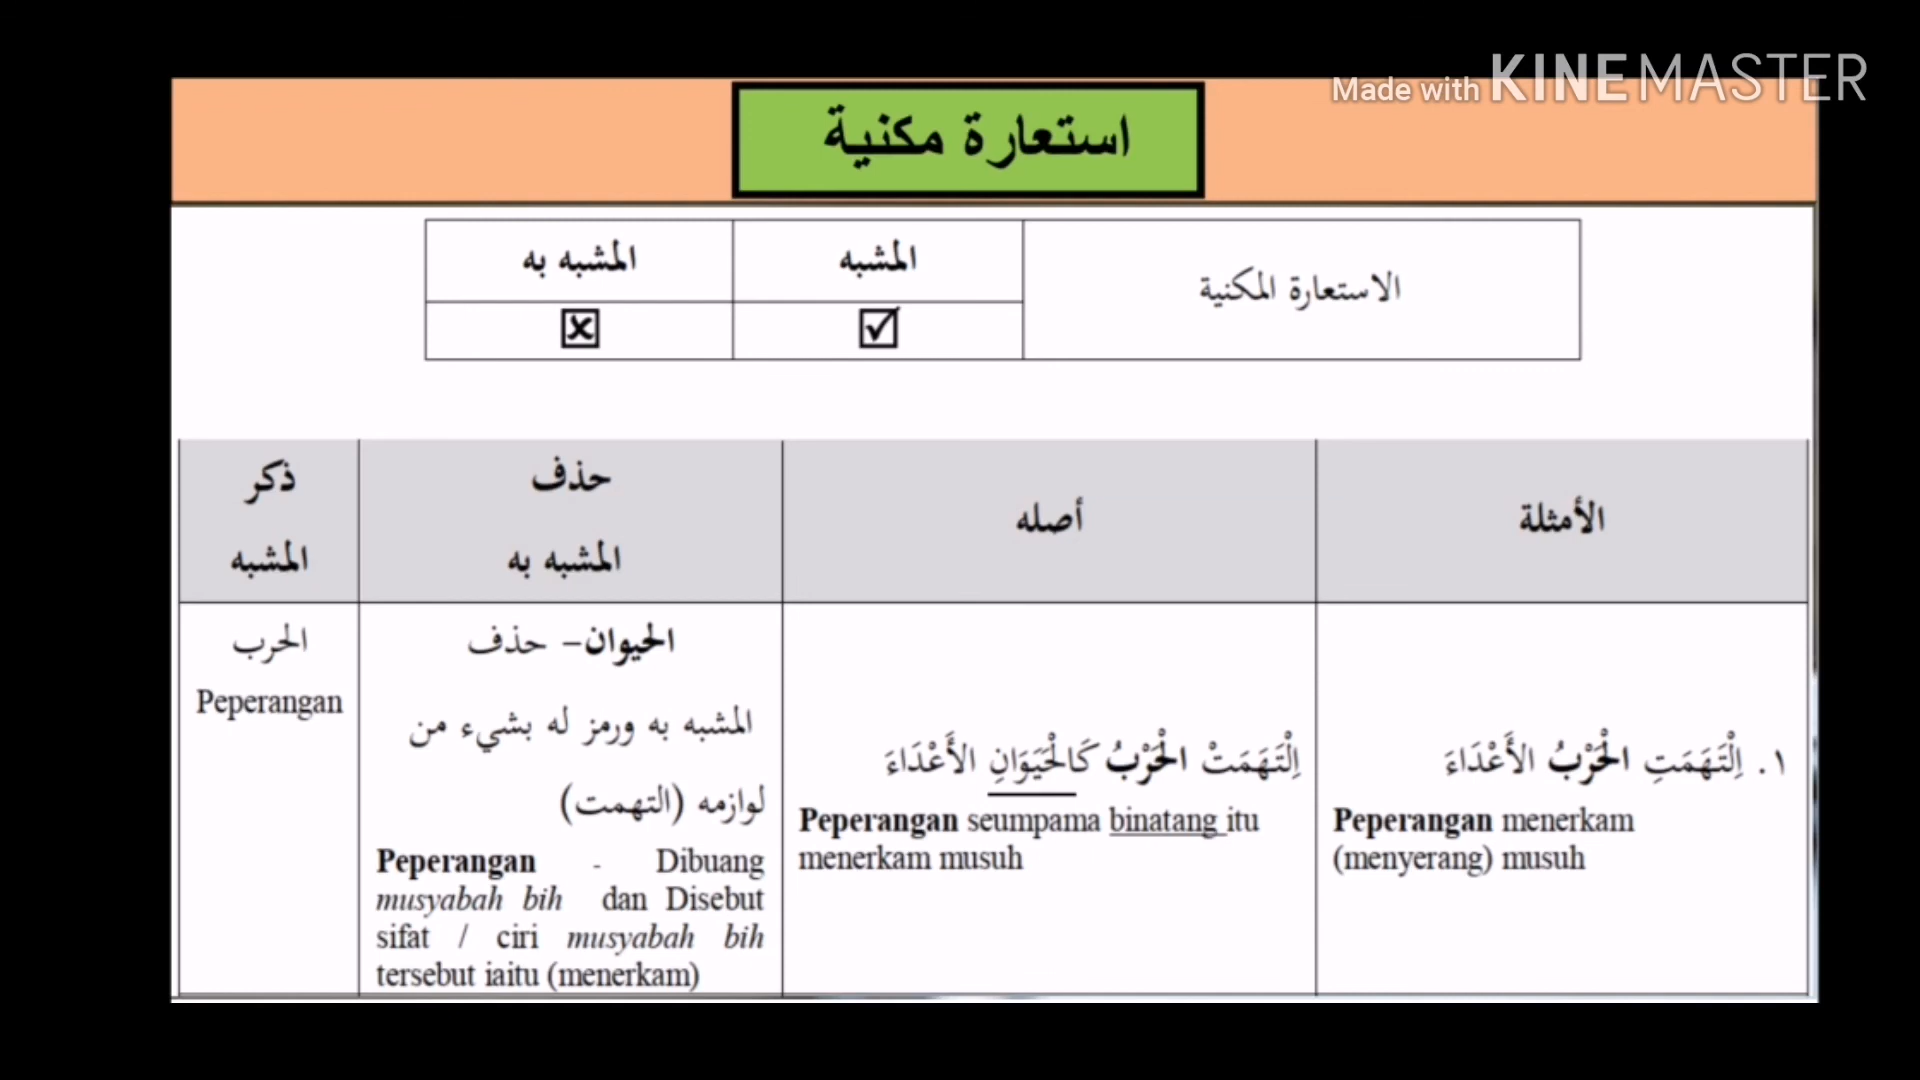 Made with KINEMASTER
استعارة مكنية
الاستعارة المكنية
المشبه
المشبه به
☑
☒
الأمثلة
أصله
حذف
المشبه به
ذكر
المشبه
١. اِلْتَهَمَتِ الْحَرْبُ الأَعْدَاءَ
Peperangan menerkam
(menyerang) musuh
اِلْتَهَمَتْ الْحَرْبُ كَالْحَيَوَانِ الأَعْدَاءَ
Peperangan seumpama binatang itu
menerkam musuh
الحيوان– حذف
المشبه به ورمز له بشيء من
لوازمه (التهمت)
Peperangan - Dibuang
musyabah bih dan Disebut
sifat / ciri musyabah bih
tersebut iaitu (menerkam)
الحرب
Peperangan